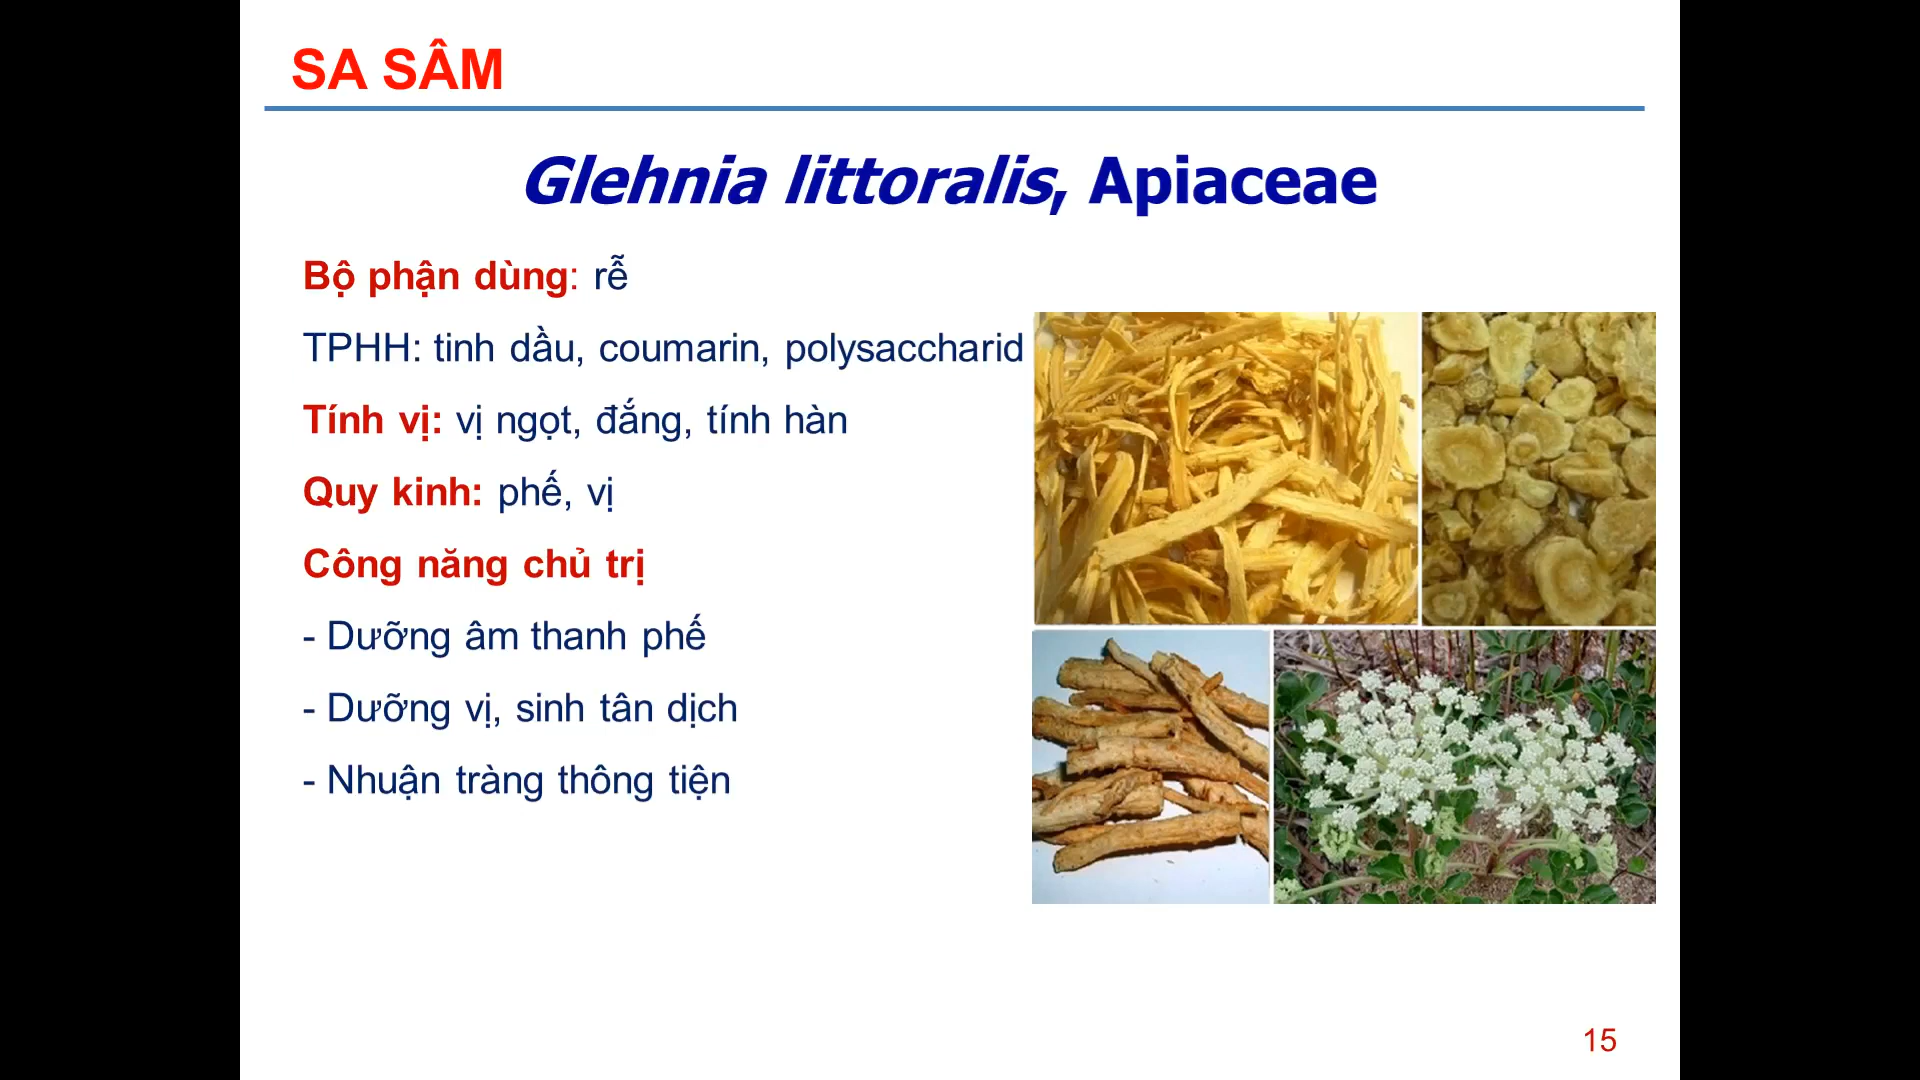 SA SÂM
Glehnia littoralis, Apiaceae
Bộ phận dùng: rễ
TPHH: tinh dầu, coumarin, polysaccharid
Tính vị: vị ngọt, đắng, tính hàn
Quy kinh: phế, vị
Công năng chủ trị
- Dưỡng âm thanh phế
- Dưỡng vị, sinh tân dịch
- Nhuận tràng thông tiện
15